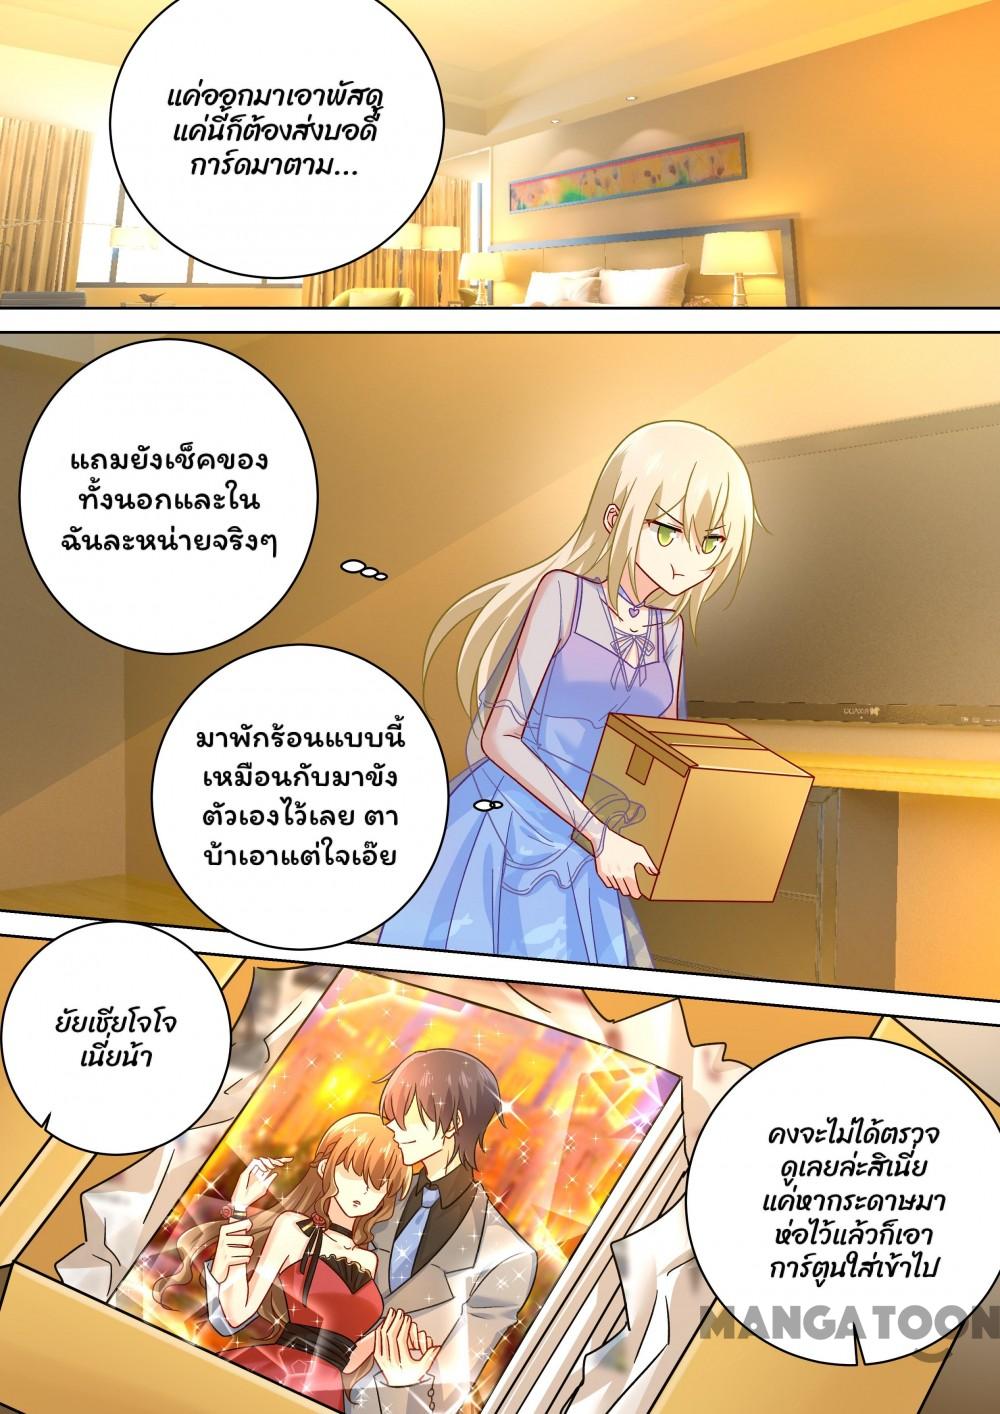 แค่ออกมาเอาพัสดุ
แค่นี้ก็ต้องส่งบอดี้
การ์ดมาตาม...
แถมยังเช็คของ
ทั้งนอกและใน
ฉันละหน่ายจริงๆ
มาพักร้อนแบบนี้
เหมือนกับมาขัง
ตัวเองไว้เลย ตา
บ้าเอาแต่ใจเอ๊ย
ยัยเชียโจโจ
เนี่ยน้า
คงจะไม่ได้ตรวจ
ดูเลยล่ะสิเนี่ย
แค่หากระดาษมา
ห่อไว้แล้วก็เอา
การ์ตูนใส่เข้าไป
MANGATOON